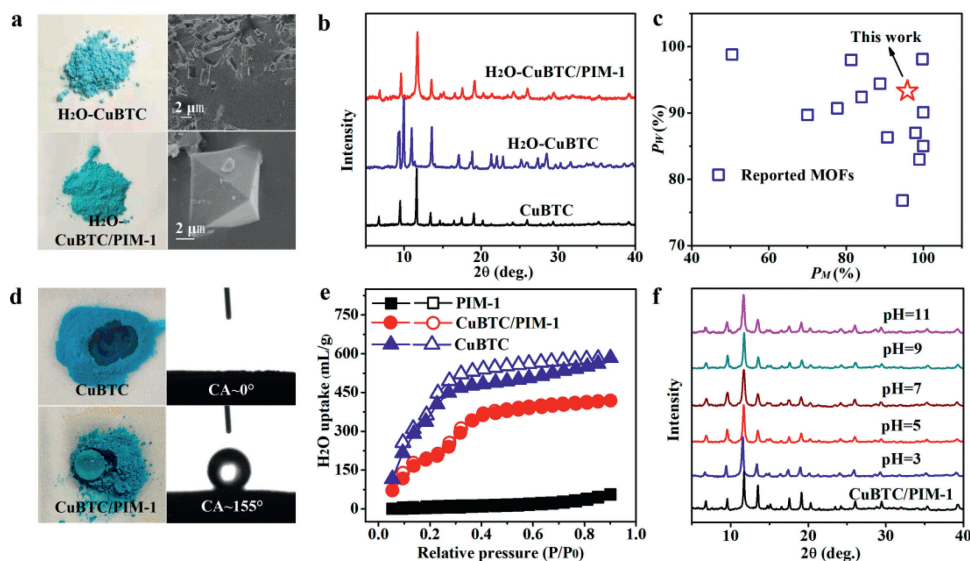 a
H2O-CuBTC
2 μm
H2O-
CuBTC/PIM-1
2 μm
b
Intensity
H2O-CuBTC/PIM-1
H2O-CuBTC
CuBTC
10 15 20 25 30 35 40
2θ (deg.)
c
PW (%)
100
90
80
70
This work
Reported MOFs
40 60 80 100
PM (%)
d
CuBTC
CA~0°
CuBTC/PIM-1
CA~155°
e
H2O uptake (mL/g)
750
600
450
300
150
0
PIM-1
CuBTC/PIM-1
CuBTC
0.0 0.2 0.4 0.6 0.8 1.0
Relative pressure (P/P0)
f
Intensity
pH=11
pH=9
pH=7
pH=5
pH=3
CuBTC/PIM-1
10 20 30 40
2θ (deg.)